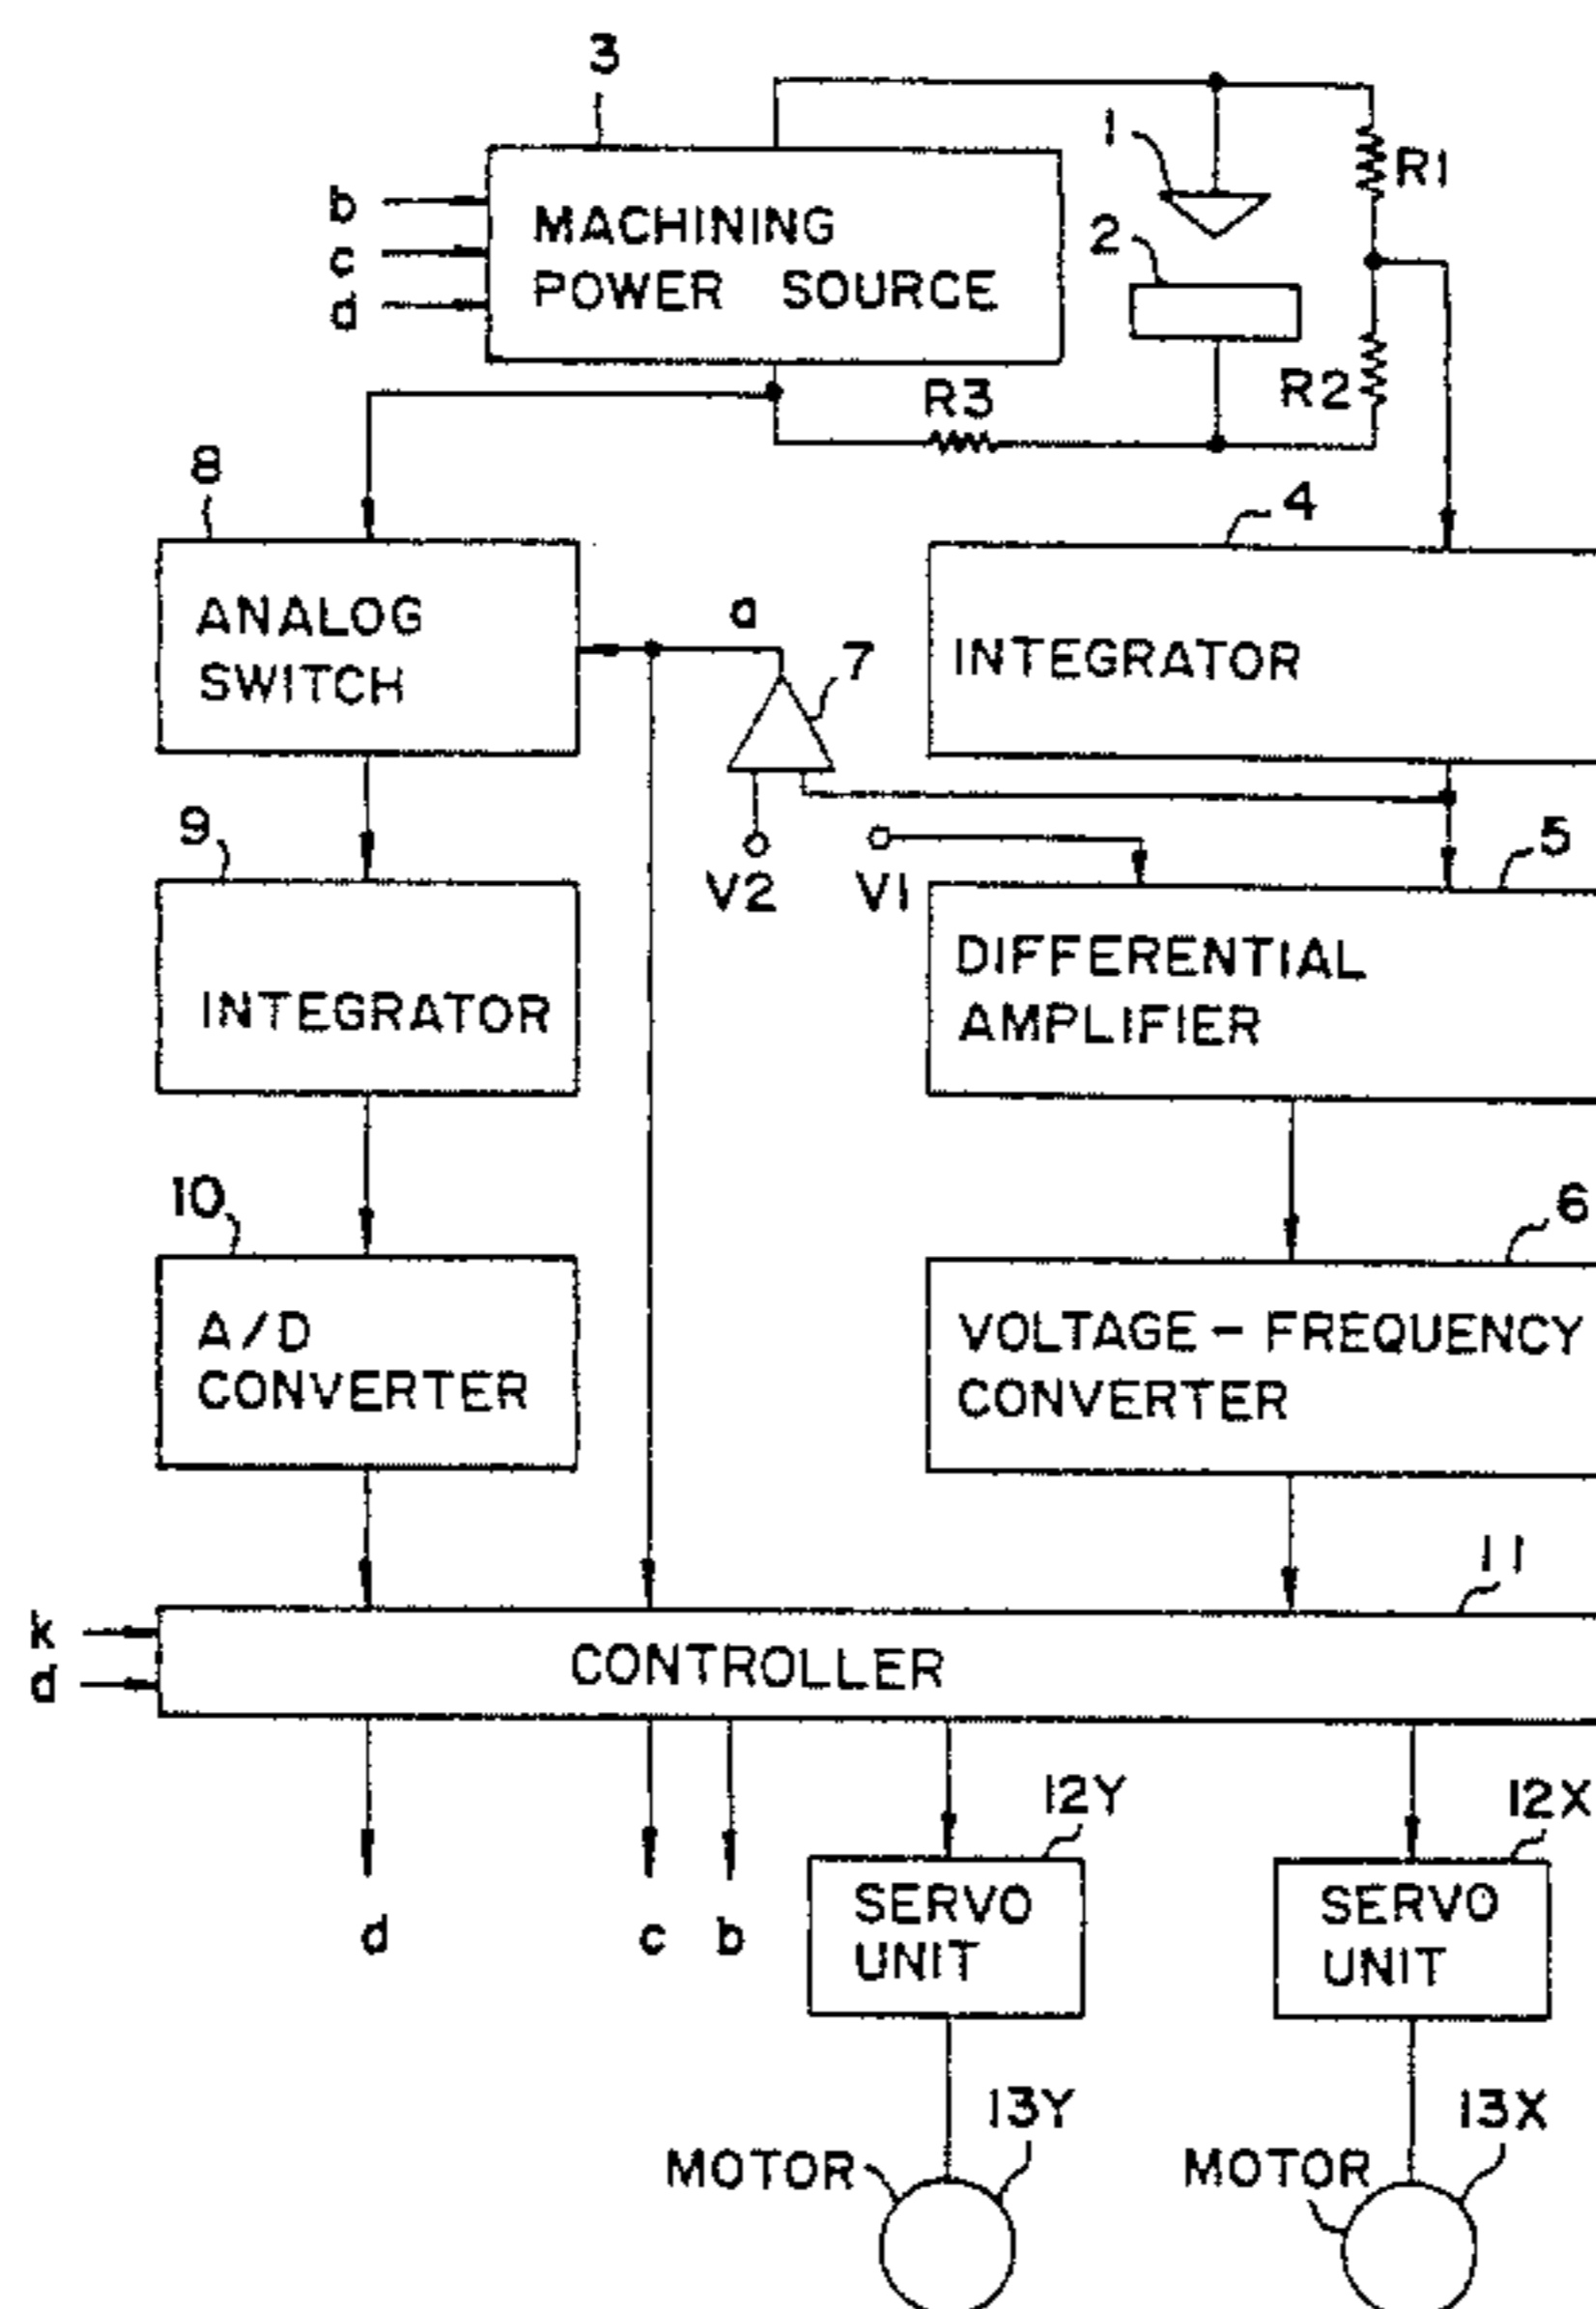 3
1
R1
b
MACHINING
2
c
d
POWER SOURCE
R2
R3
8
4
a
ANALOG
SWITCH
7
INTEGRATOR
9
5
V2
V1
INTEGRATOR
DIFFERENTIAL
AMPLIFIER
10
6
A/D
CONVERTER
VOLTAGE - FREQUENCY
CONVERTER
11
k
d
CONTROLLER
12Y
12X
d
c
b
SERVO
UNIT
SERVO
UNIT
13Y
13X
MOTOR
MOTOR